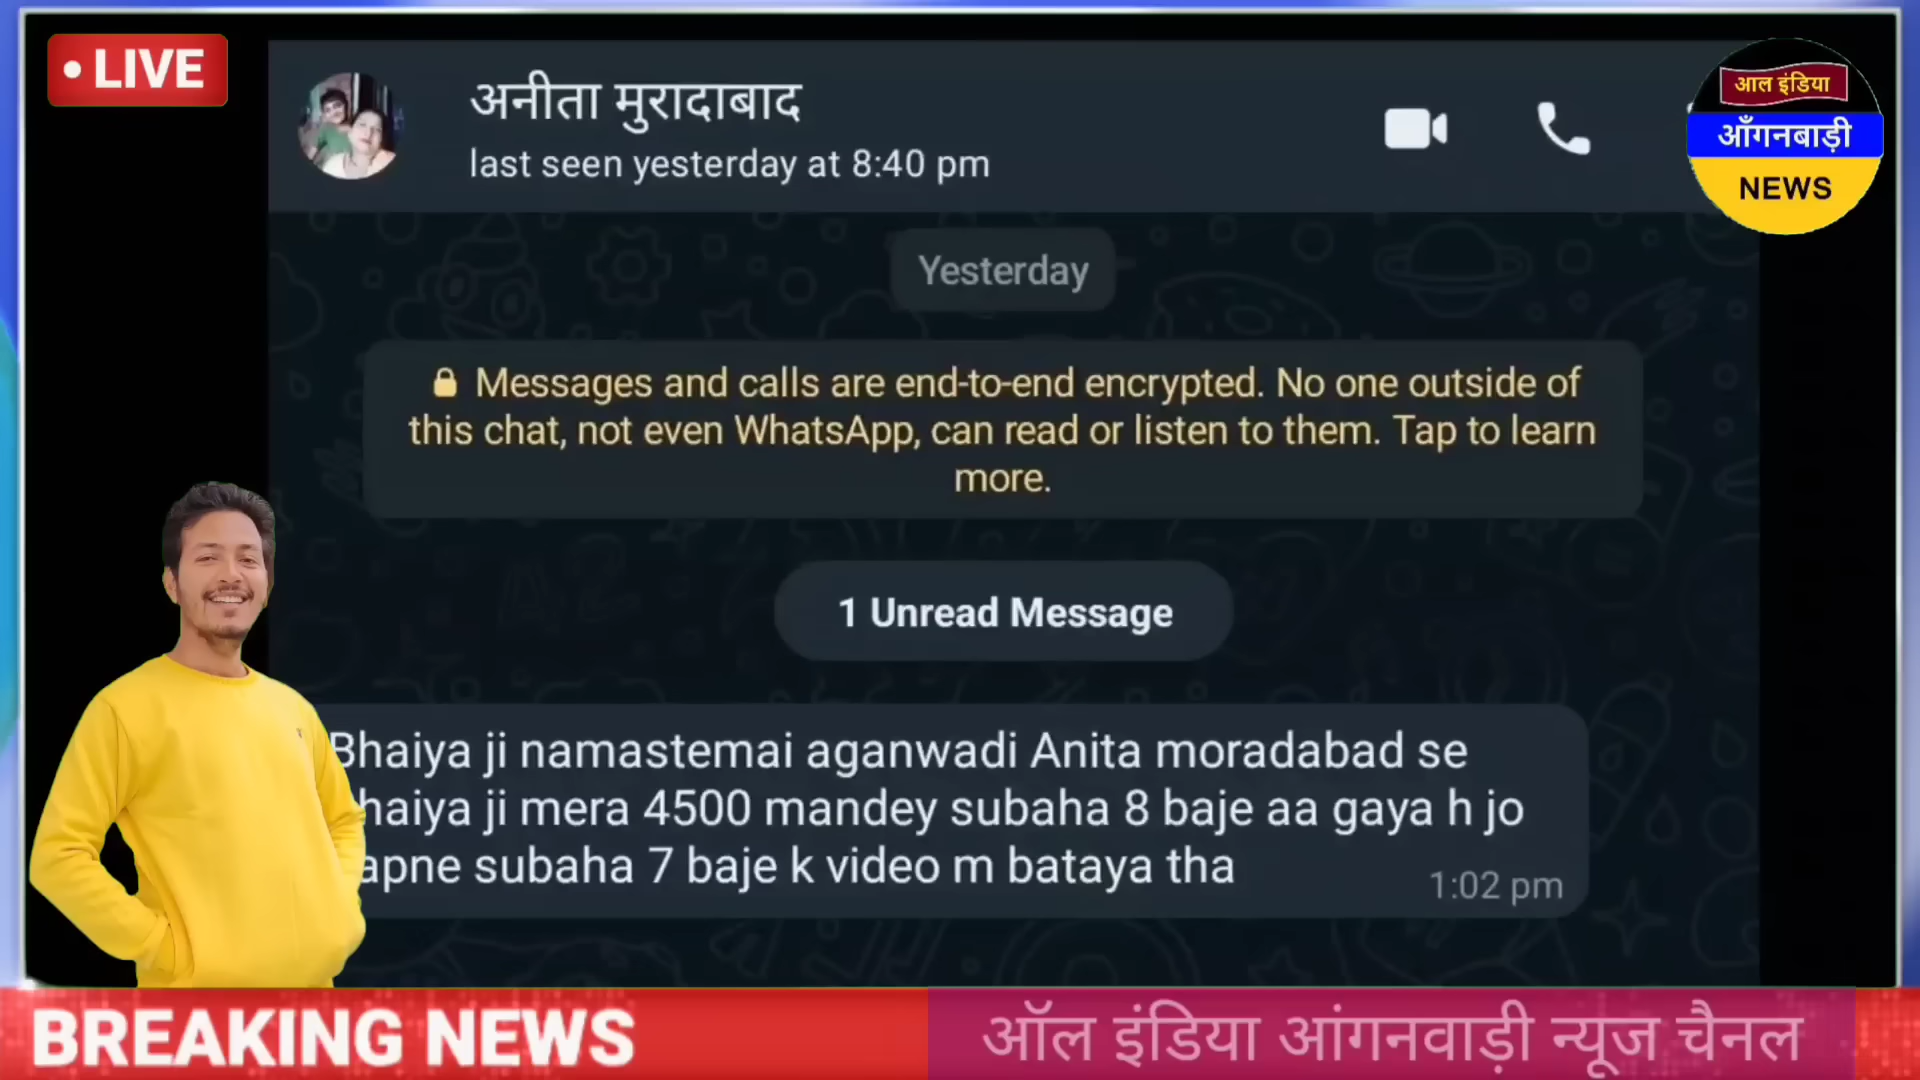 • LIVE
अनीता मुरादाबाद
last seen yesterday at 8:40 pm
आल इंडिया
आँगनबाड़ी
NEWS
Yesterday
Messages and calls are end-to-end encrypted. No one outside of
this chat, not even WhatsApp, can read or listen to them. Tap to learn
more.
1 Unread Message
Bhaiya ji namastemai aganwadi Anita moradabad se
haiya ji mera 4500 mandey subaha 8 baje aa gaya h jo
apne subaha 7 baje k video m bataya tha
1:02 pm
BREAKING NEWS
ऑल इंडिया आंगनवाड़ी न्यूज चैनल